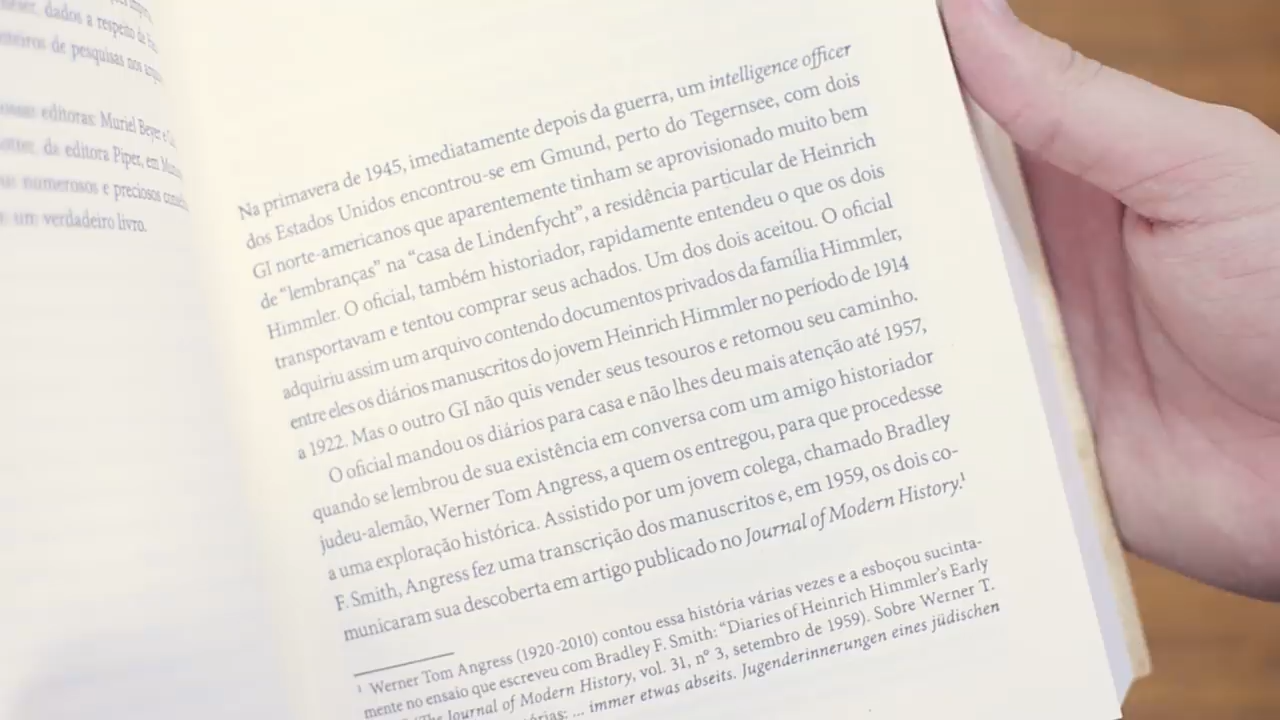 dados a respeito de
de pesquisas nos
editoras: Muriel Beyer e
da editora Piper, em
numerosos e preciosos
um verdadeiro livro.
Na primavera de 1945, imediatamente depois da guerra, um intelligence officer
dos Estados Unidos encontrou-se em Gmund, perto do Tegernsee, com dois
GI norte-americanos que aparentemente tinham se aprovisionado muito bem
de “lembranças” na “casa de Lindenfycht”, a residência particular de Heinrich
Himmler. O oficial, também historiador, rapidamente entendeu o que os dois
transportavam e tentou comprar seus achados. Um dos dois aceitou. O oficial
adquiriu assim um arquivo contendo documentos privados da família Himmler,
entre eles os diários manuscritos do jovem Heinrich Himmler no período de 1914
a 1922. Mas o outro GI não quis vender seus tesouros e retomou seu caminho.
O oficial mandou os diários para casa e não lhes deu mais atenção até 1957,
quando se lembrou de sua existência em conversa com um amigo historiador
judeu-alemão, Werner Tom Angress, a quem os entregou, para que procedesse
a uma exploração histórica. Assistido por um jovem colega, chamado Bradley
F. Smith, Angress fez uma transcrição dos manuscritos e, em 1959, os dois co-
municaram sua descoberta em artigo publicado no Journal of Modern History.¹
¹ Werner Tom Angress (1920-2010) contou essa história várias vezes e a esboçou sucinta-
mente no ensaio que escreveu com Bradley F. Smith: “Diaries of Heinrich Himmler’s Early
(The Journal of Modern History, vol. 31, nº 3, setembro de 1959). Sobre Werner T.
... immer etwas abseits. Jugenderinnerungen eines jüdischen